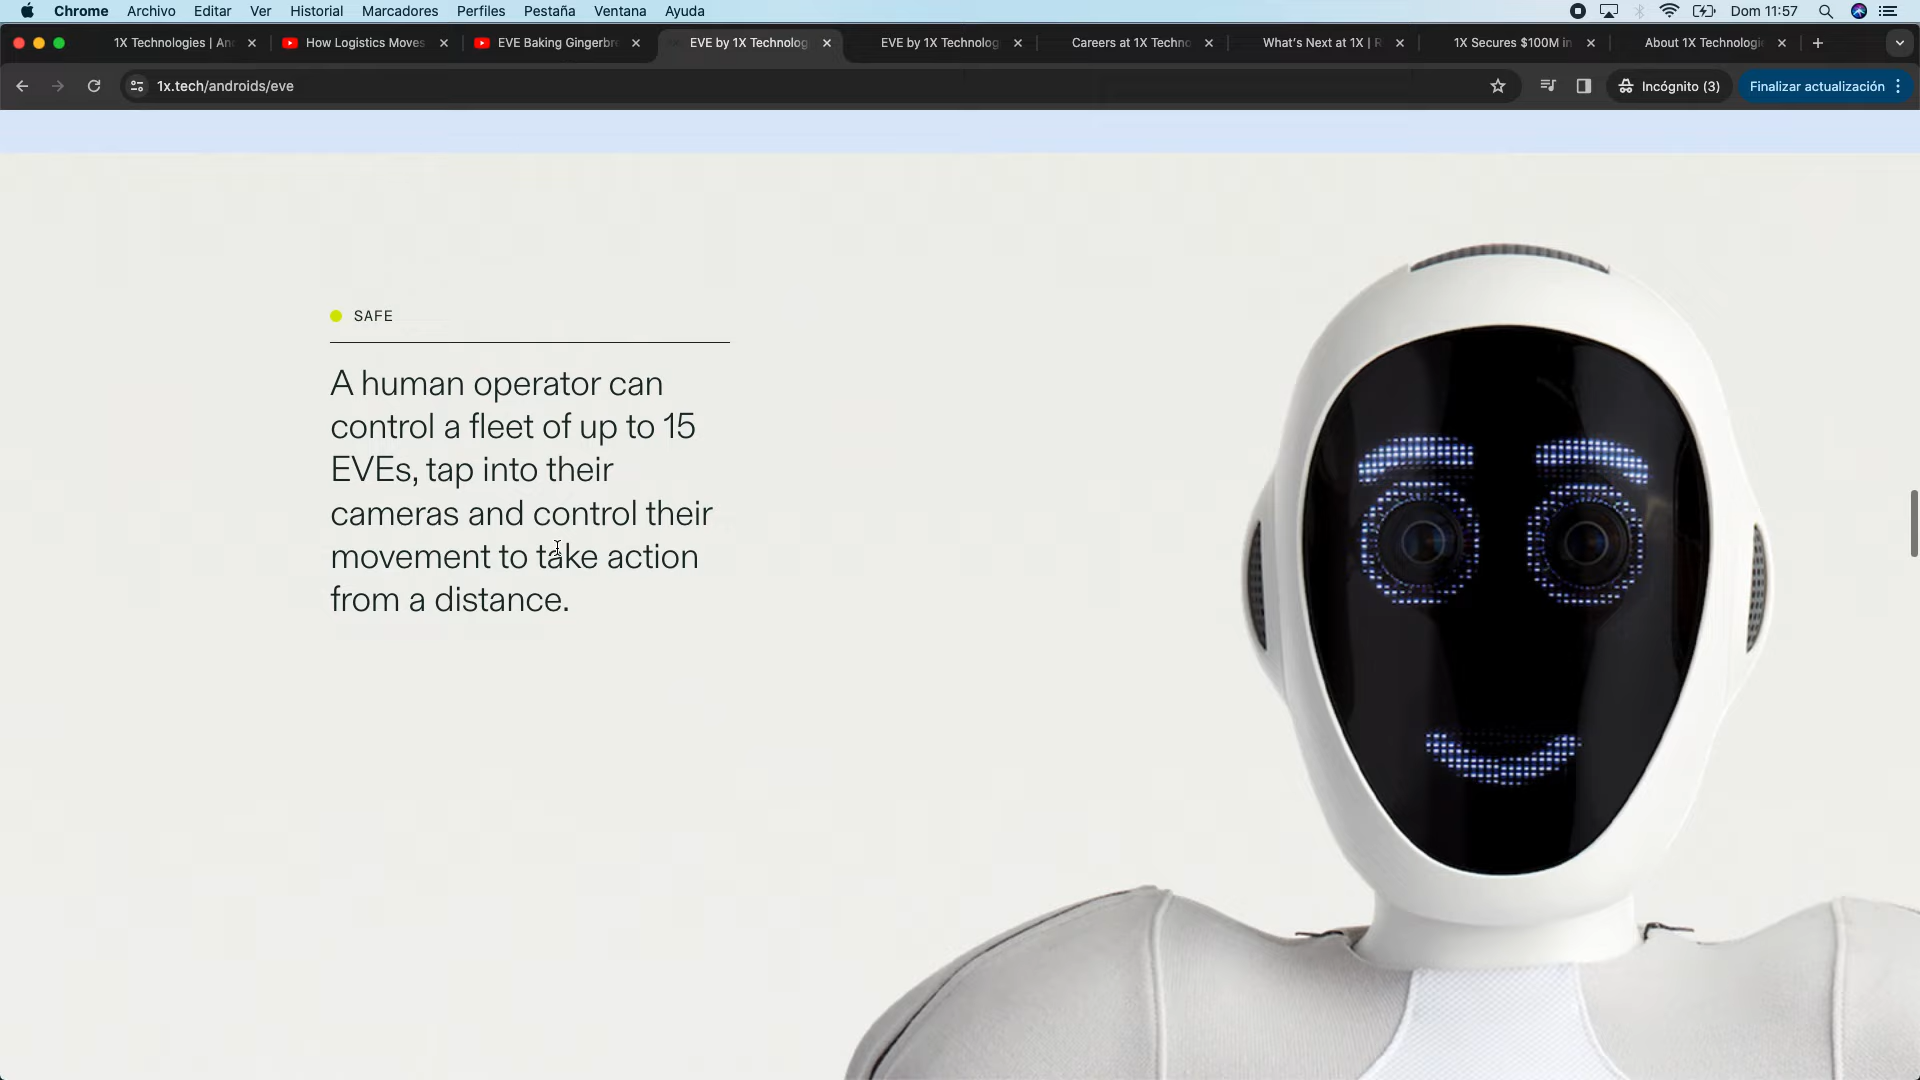 Chrome Archivo Editar Ver Historial Marcadores Perfiles Pestaña Ventana Ayuda Dom 11:57
1X Technologies | An
How Logistics Moves
EVE Baking Gingerbre
EVE by 1X Technolog
EVE by 1X Technolog
Careers at 1X Techno
What's Next at 1X | R
1X Secures $100M in
About 1X Technologi
1x.tech/androids/eve Incógnito (3) Finalizar actualización
SAFE
A human operator can
control a fleet of up to 15
EVEs, tap into their
cameras and control their
movement to take action
from a distance.